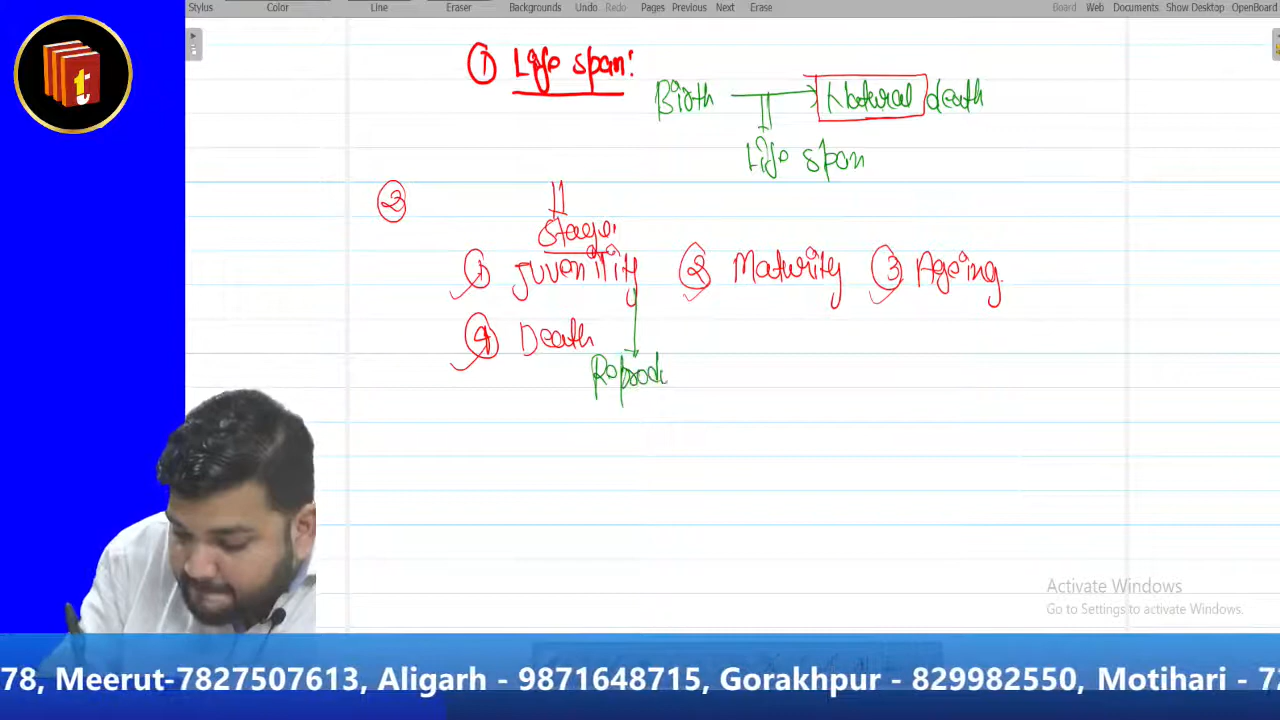 Stylus Color Line Eraser Backgrounds Undo Redo Pages Previous Next Erase Board Web Documents Show Desktop OpenBoard
t
① Life span:
Birth Natural death
Life span
②
Stage:
① Juvenility ② Maturity ③ Ageing
④ Death
Reprod
Activate Windows
Go to Settings to activate Windows.
78, Meerut-7827507613, Aligarh - 9871648715, Gorakhpur - 829982550, Motihari - 72